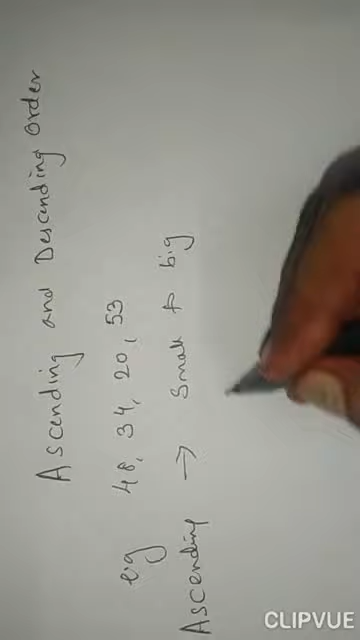 Ascending and Descending Order
eg 48, 34, 20, 53
Ascending → Small to big
CLIPVUE